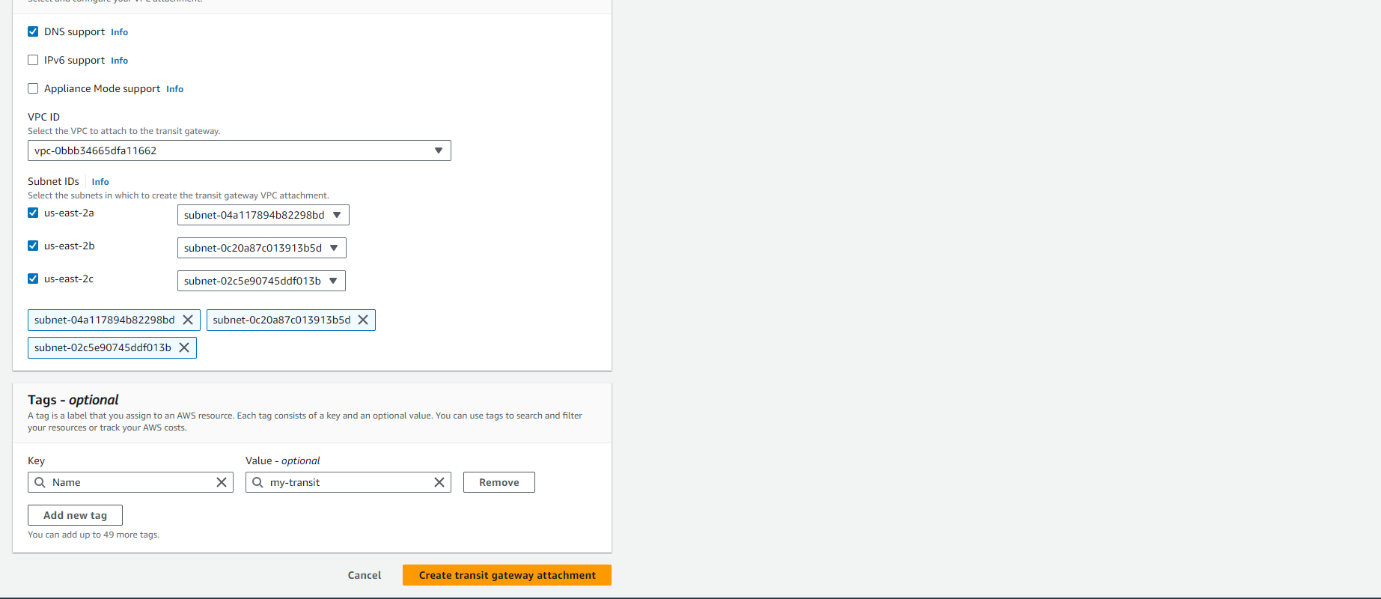 Select and configure your VPC attachment.
DNS support Info
IPv6 support Info
Appliance Mode support Info
VPC ID
Select the VPC to attach to the transit gateway.
vpc-0bbb34665dfa11662
Subnet IDs Info
Select the subnets in which to create the transit gateway VPC attachment.
us-east-2a subnet-04a117894b82298bd
us-east-2b subnet-0c20a87c013913b5d
us-east-2c subnet-02c5e90745ddf013b
subnet-04a117894b82298bd subnet-0c20a87c013913b5d
subnet-02c5e90745ddf013b
Tags - optional
A tag is a label that you assign to an AWS resource. Each tag consists of a key and an optional value. You can use tags to search and filter
your resources or track your AWS costs.
Key Value - optional
Name my-transit Remove
Add new tag
You can add up to 49 more tags.
Cancel Create transit gateway attachment